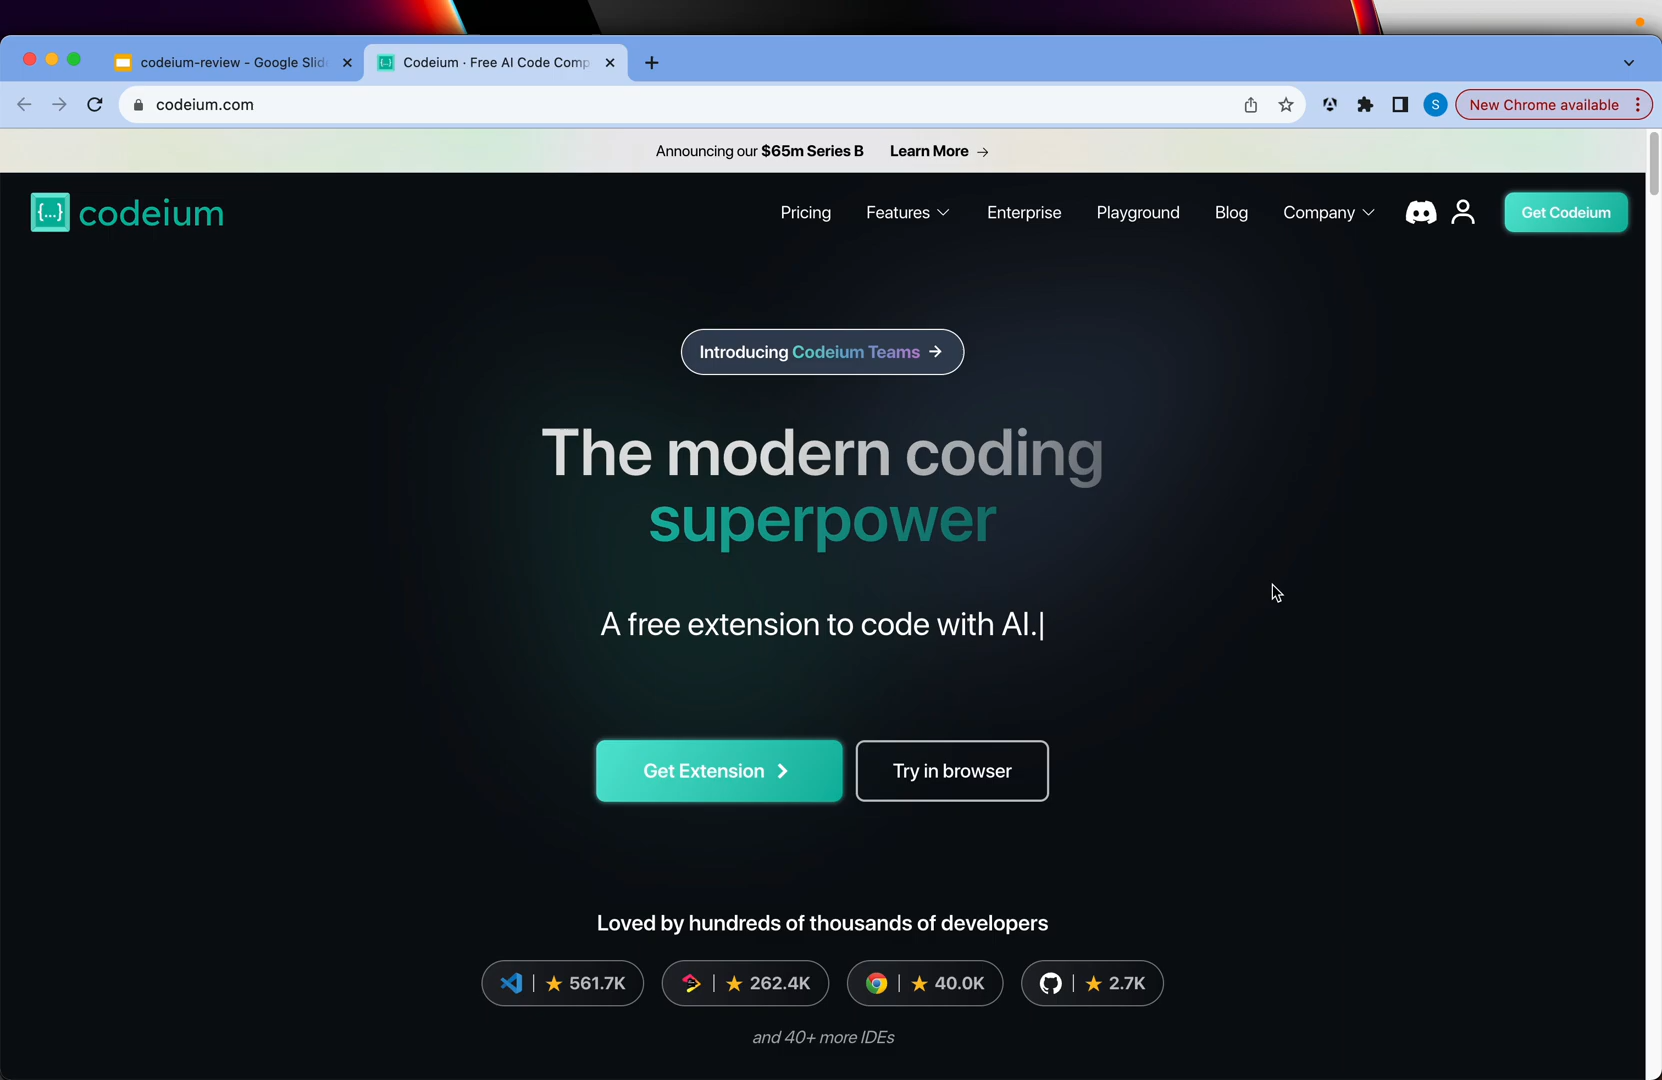 codeium-review - Google Slid
Codeium · Free AI Code Comp
codeium.com
S
New Chrome available
Announcing our $65m Series B Learn More →
{...} codeium
Pricing Features Enterprise Playground Blog Company Get Codeium
Introducing Codeium Teams →
The modern coding
superpower
A free extension to code with AI.|
Get Extension Try in browser
Loved by hundreds of thousands of developers
561.7K 262.4K 40.0K 2.7K
and 40+ more IDEs